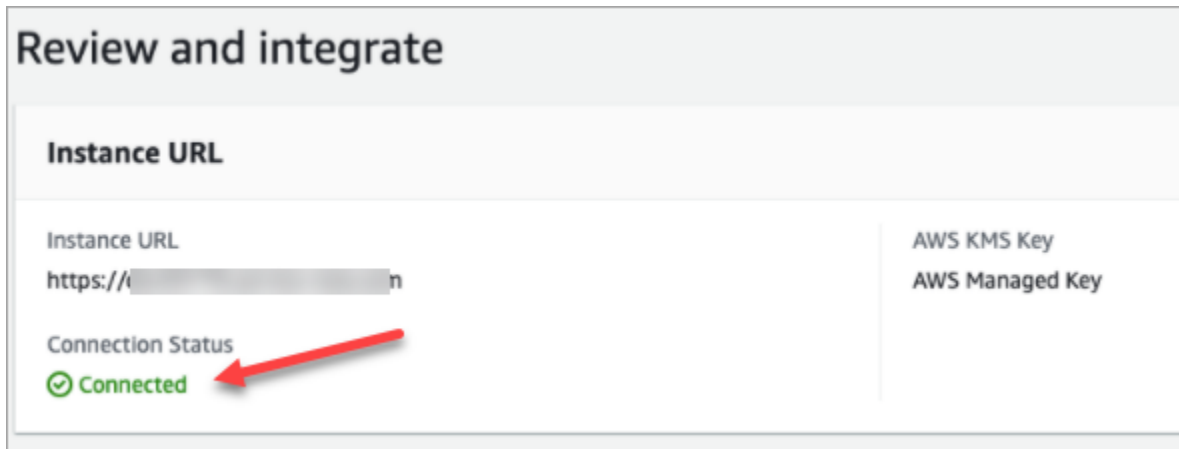 Review and integrate
Instance URL
Instance URL
https://
Connection Status
Connected
AWS KMS Key
AWS Managed Key